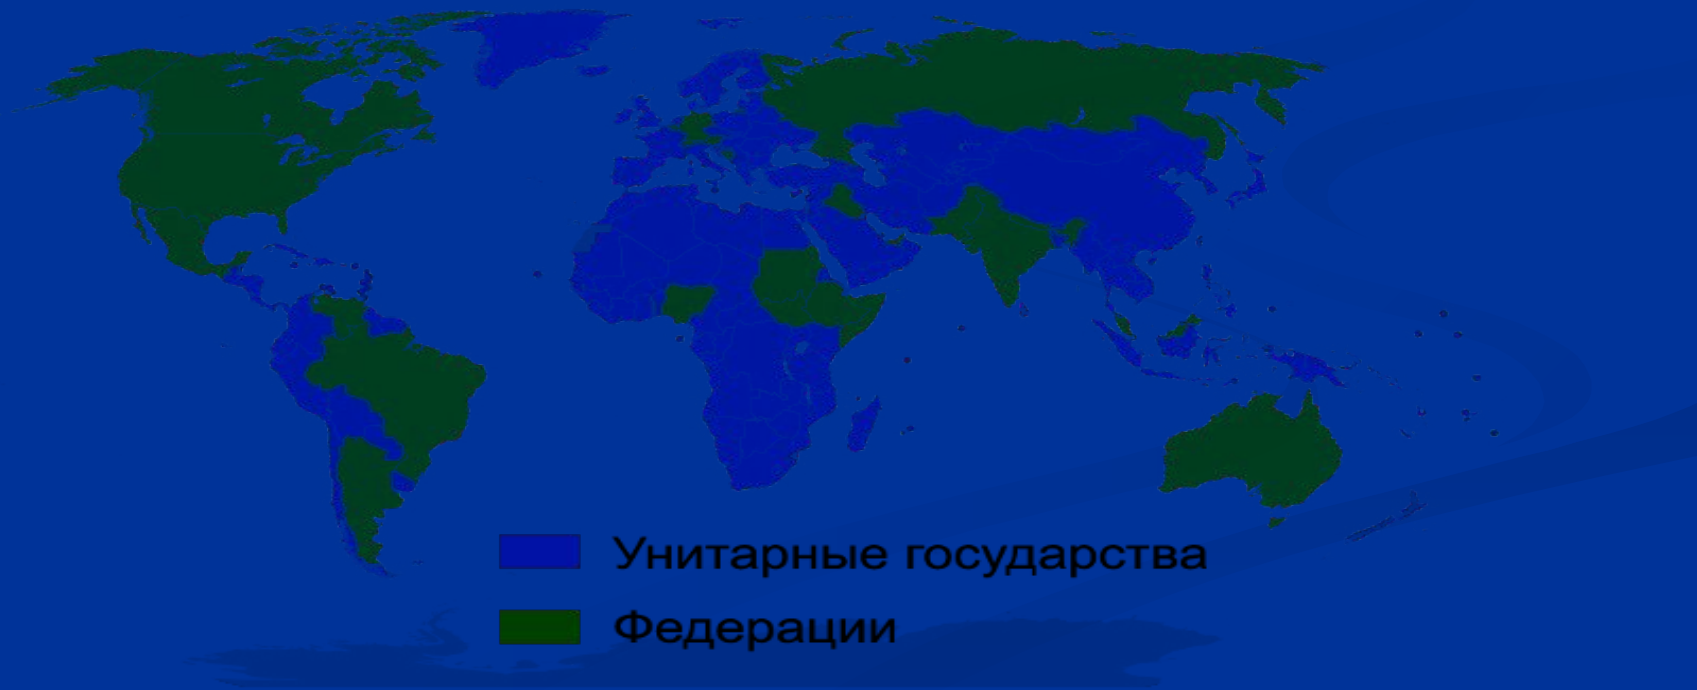 Унитарные государства
Федерации